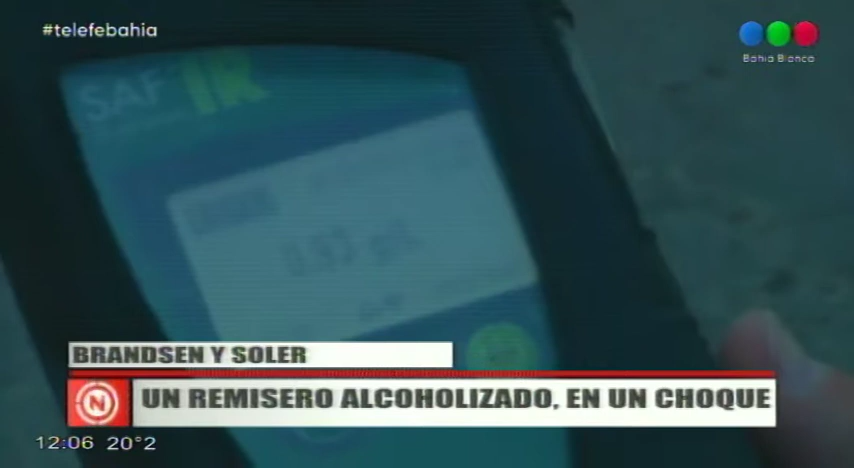 #telefebahia
Bahía Blanca
SAF'IR
BRANDSEN Y SOLER
UN REMISERO ALCOHOLIZADO, EN UN CHOQUE
12:06 20°2